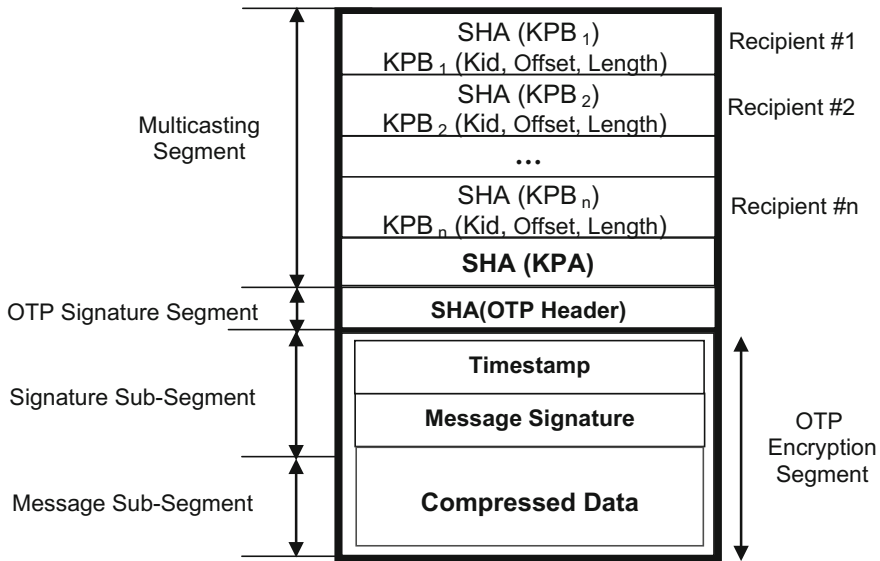 SHA (KPB 1)
KPB 1 (Kid, Offset, Length)
Recipient #1
SHA (KPB 2)
KPB 2 (Kid, Offset, Length)
Recipient #2
Multicasting
Segment
...
SHA (KPB n)
KPB n (Kid, Offset, Length)
Recipient #n
SHA (KPA)
OTP Signature Segment
SHA(OTP Header)
Timestamp
Signature Sub-Segment
Message Signature
OTP
Encryption
Segment
Message Sub-Segment
Compressed Data